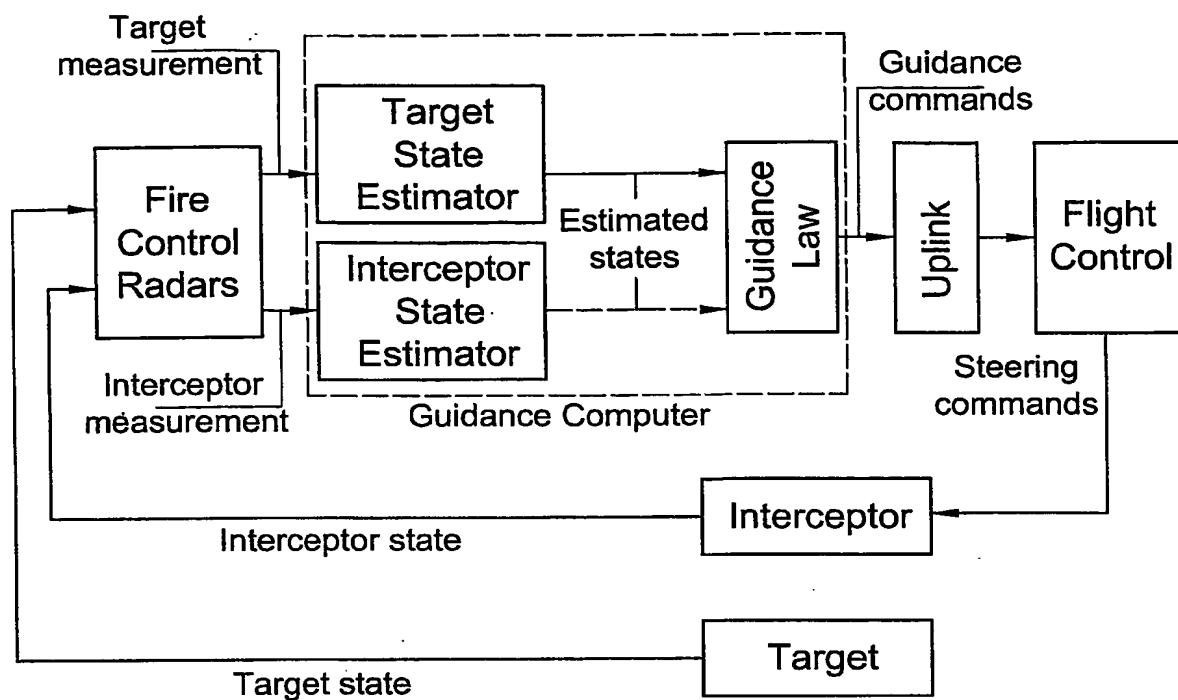 Target
measurement
Fire
Control
Radars
Interceptor
measurement
Target
State
Estimator
Interceptor
State
Estimator
Estimated
states
Guidance
Law
Guidance Computer
Guidance
commands
Uplink
Flight
Control
Steering
commands
Interceptor
Interceptor state
Target
Target state